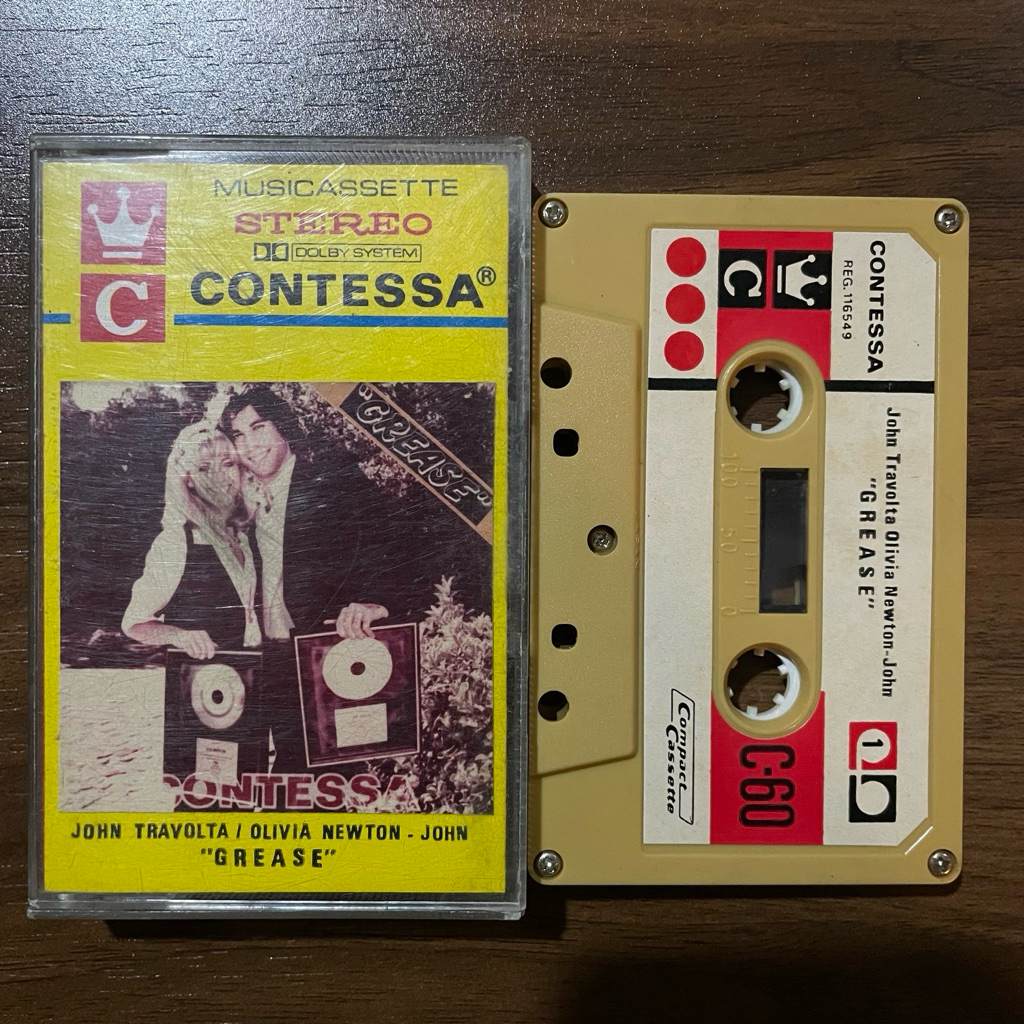 MUSICASSETTE
STEREO
DOLBY SYSTEM
C
CONTESSA®
"GREASE"
CONTESSA
JOHN TRAVOLTA / OLIVIA NEWTON - JOHN
"GREASE"
CONTESSA
REG. 116549
C
John Travolta Olivia Newton-John
"GREASE"
100 50 0
1
C-60
Compact
Cassette